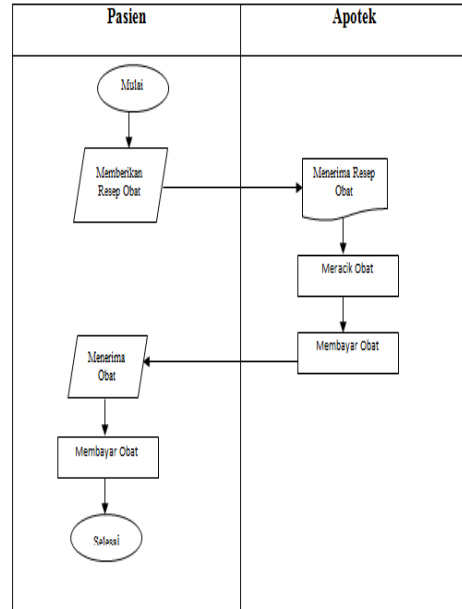 Pasien
Apotek
Mulai
Memberikan
Resep Obat
Menerima Resep
Obat
Meracik Obat
Membayar Obat
Menerima
Obat
Membayar Obat
Selesai